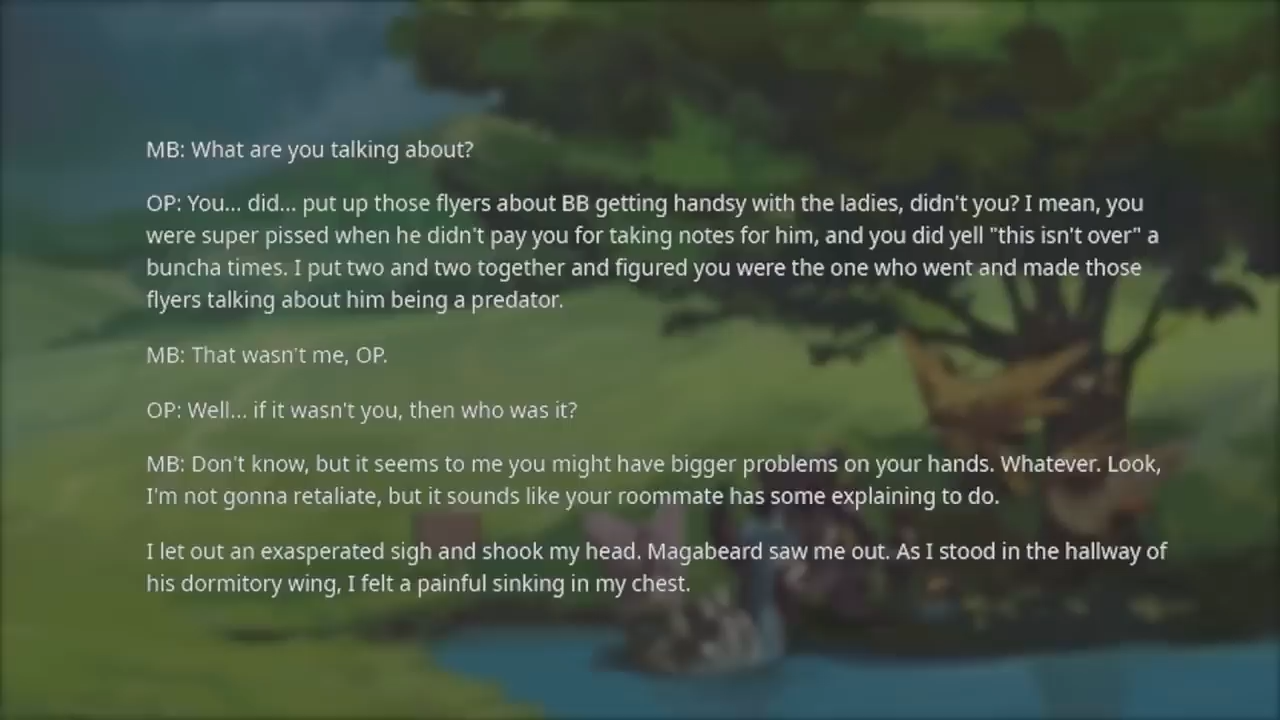 MB: What are you talking about?
OP: You... did... put up those flyers about BB getting handsy with the ladies, didn't you? I mean, you
were super pissed when he didn't pay you for taking notes for him, and you did yell "this isn't over" a
buncha times. I put two and two together and figured you were the one who went and made those
flyers talking about him being a predator.
MB: That wasn't me, OP.
OP: Well... if it wasn't you, then who was it?
MB: Don't know, but it seems to me you might have bigger problems on your hands. Whatever. Look,
I'm not gonna retaliate, but it sounds like your roommate has some explaining to do.
I let out an exasperated sigh and shook my head. Magabeard saw me out. As I stood in the hallway of
his dormitory wing, I felt a painful sinking in my chest.